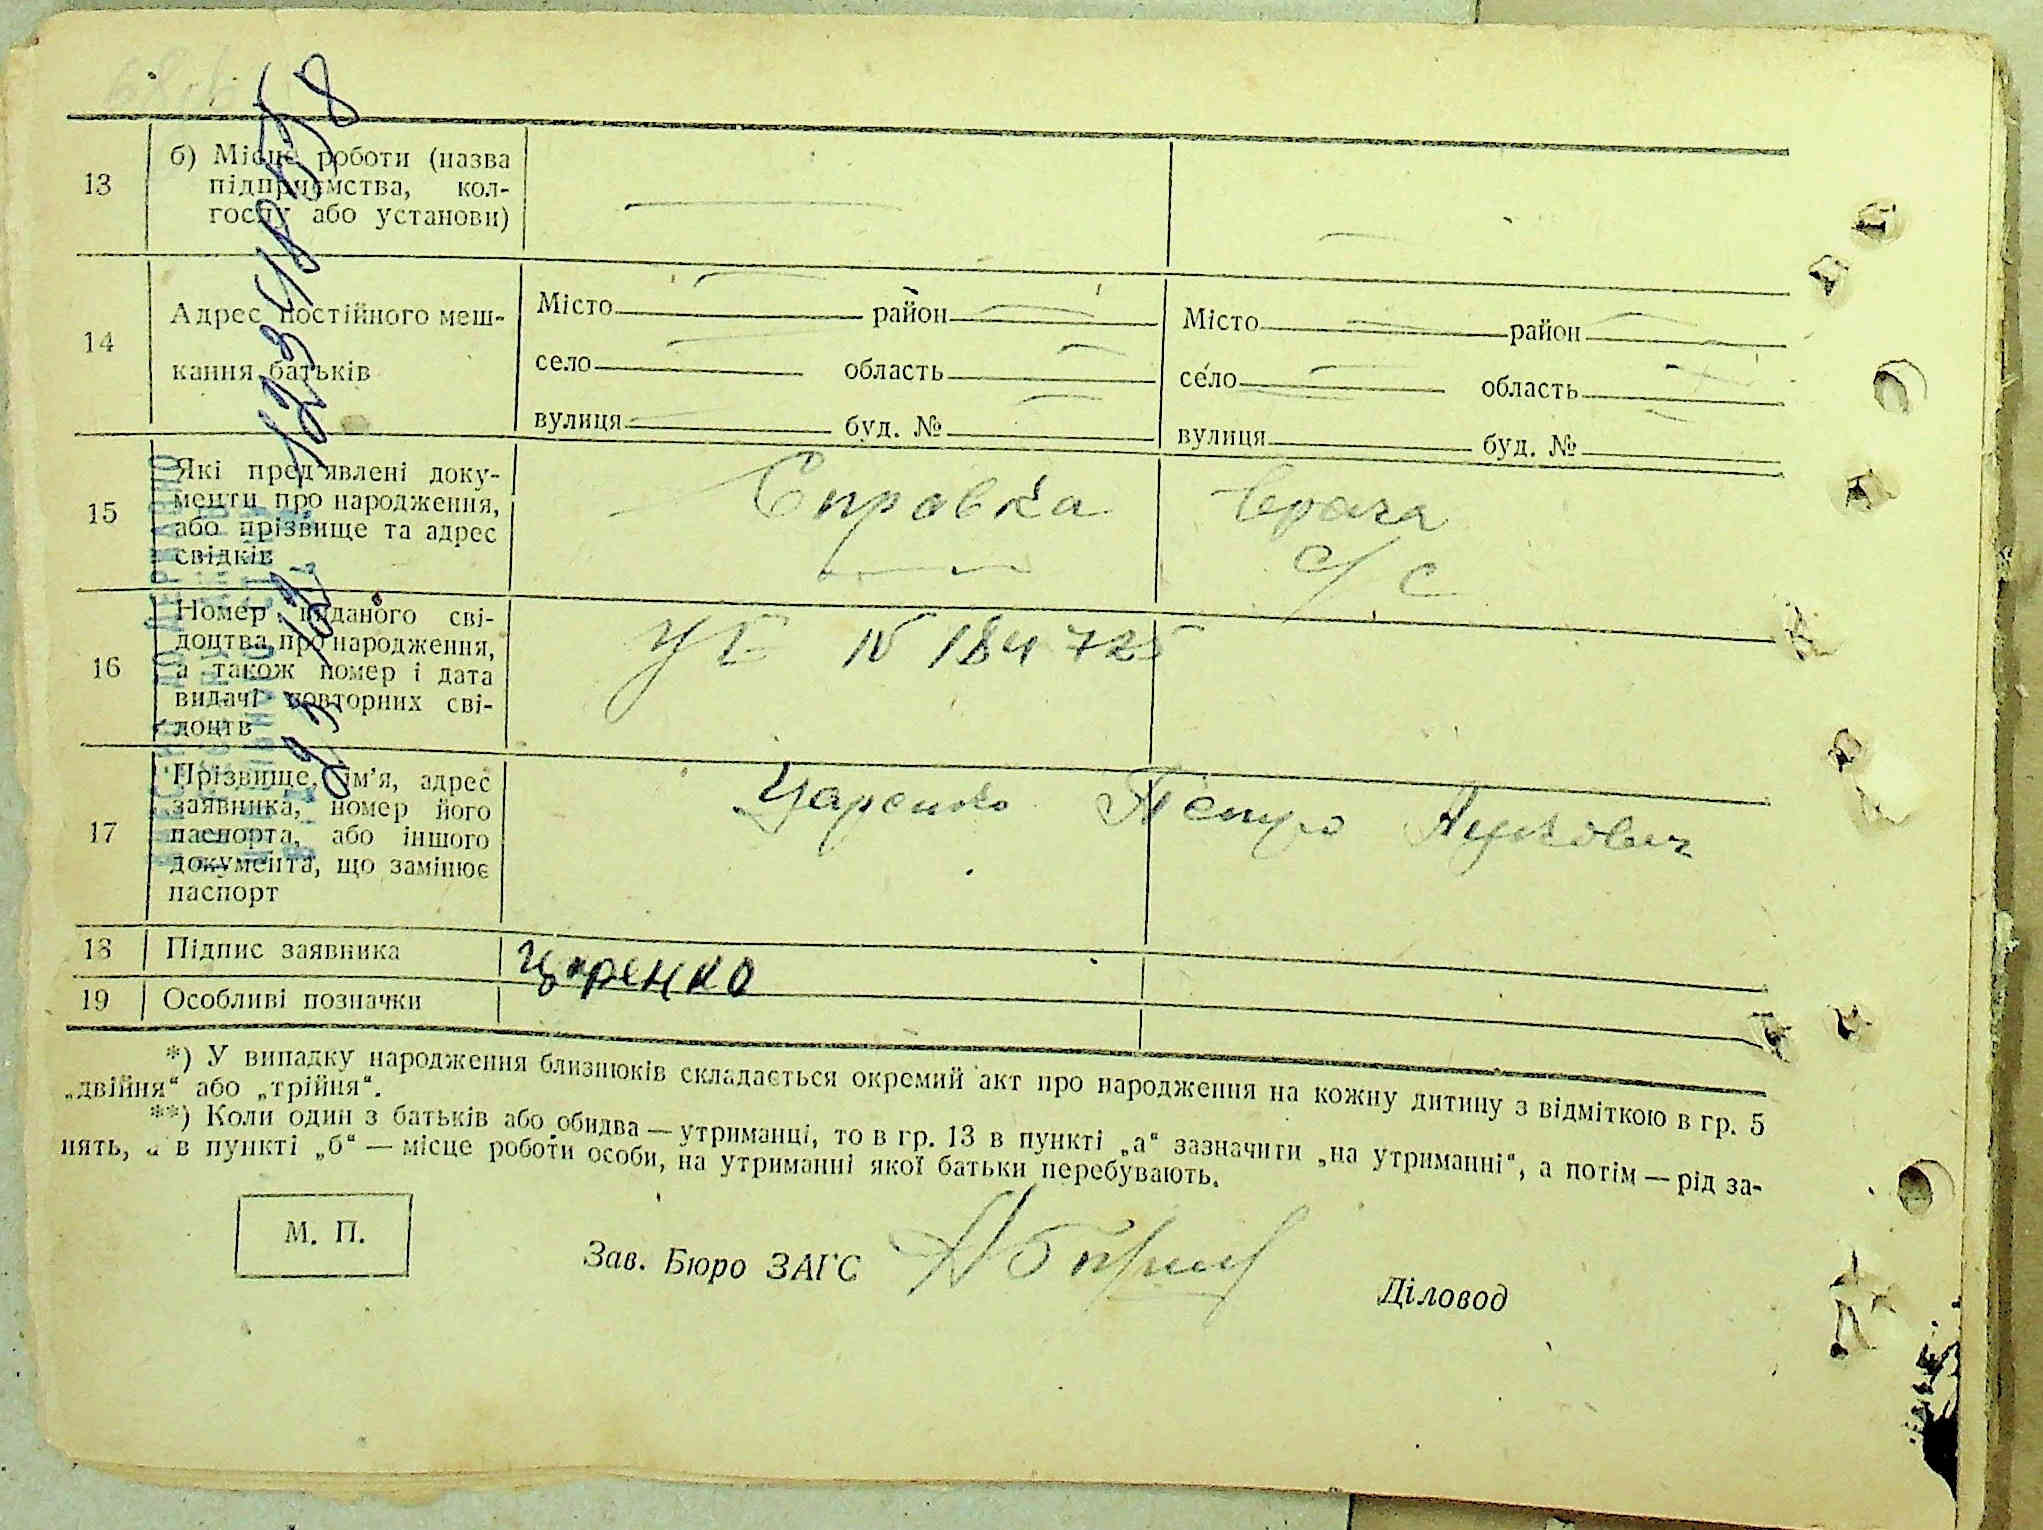 13
б) Місце роботи (назва
підприємства, кол-
госпу або установи)
14
Адрес постійного меш-
кання батьків
Місто район
село область
вулиця буд. №
Місто район
село область
вулиця буд. №
15
Які пред'явлені доку-
менти про народження,
або прізвище та адрес
свідків
Справка врача
с/с
16
Номер виданого сві-
доцтва про народження,
а також номер і дата
видачі повторних сві-
доцтв
N 184725
17
Прізвище, ім'я, адрес
заявника, номер його
паспорта, або іншого
документа, що замінює
паспорт
Царенко Петро
18
Підпис заявника
Царенко
19
Особливі позначки
*) У випадку народження близнюків складається окремий акт про народження на кожну дитину з відміткою в гр. 5
„двійня“ або „трійня“.
**) Коли один з батьків або обидва — утриманці, то в гр. 13 в пункті „а“ зазначити „на утриманні“, а потім — рід за-
нять, а в пункті „б“ — місце роботи особи, на утриманні якої батьки перебувають.
М. П.
Зав. Бюро ЗАГС
Діловод